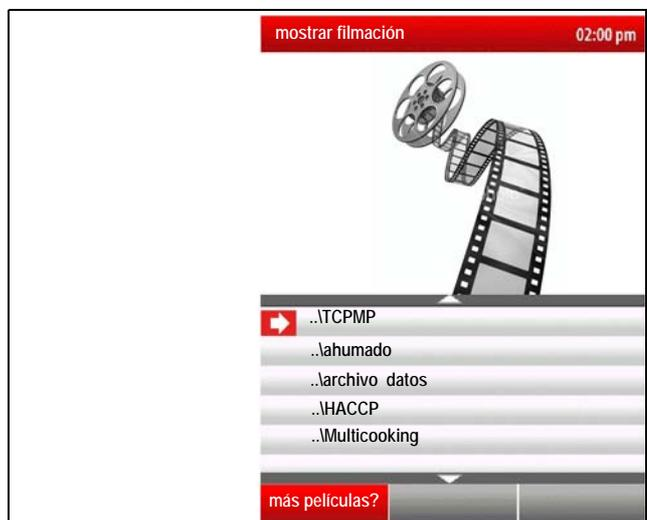 mostrar filmación 02:00 pm
..\TCPMP
..\ahumado
..\archivo datos
..\HACCP
..\Multicooking
más películas?